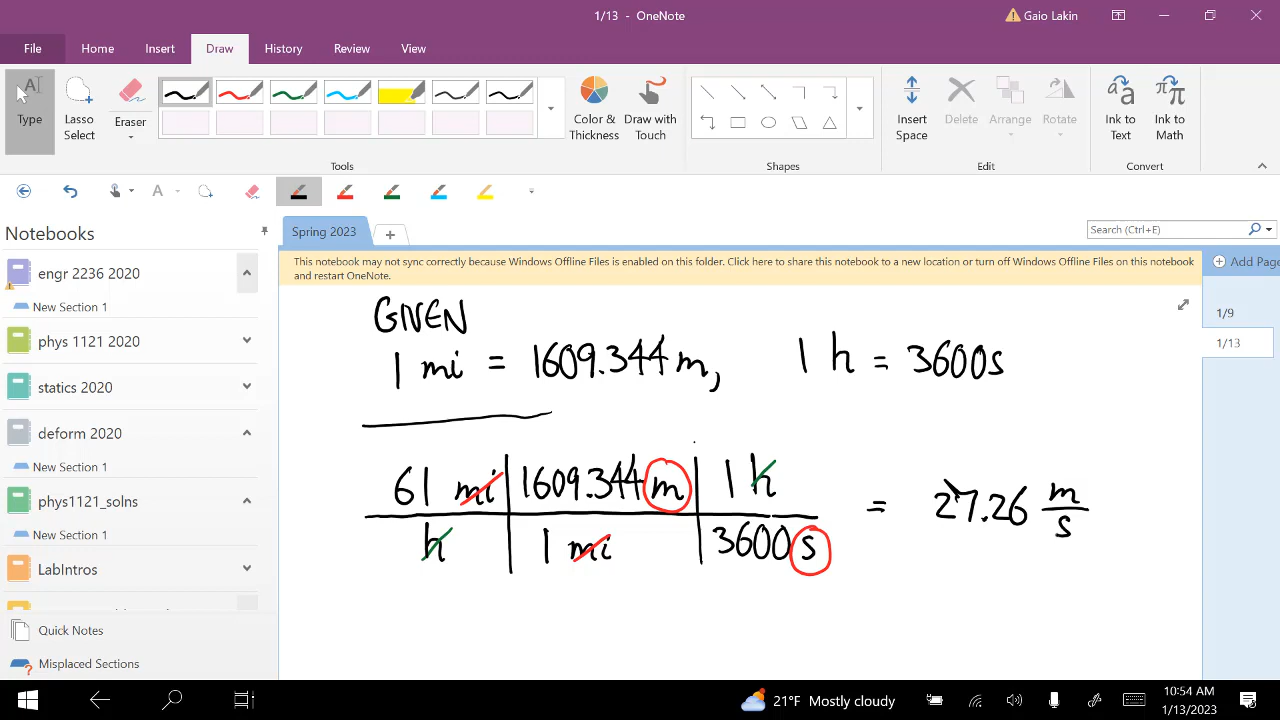 1/13 - OneNote
Gaio Lakin
File Home Insert Draw History Review View
Type
Lasso Select
Eraser
Color & Thickness
Draw with Touch
Insert Space
Delete
Arrange
Rotate
Ink to Text
Ink to Math
Tools
Shapes
Edit
Convert
Spring 2023
Search (Ctrl+E)
Notebooks
engr 2236 2020
New Section 1
phys 1121 2020
statics 2020
deform 2020
New Section 1
phys1121_solns
New Section 1
LabIntros
Quick Notes
Misplaced Sections
This notebook may not sync correctly because Windows Offline Files is enabled on this folder. Click here to share this notebook to a new location or turn off Windows Offline Files on this notebook
and restart OneNote.
Add Page
1/9
1/13
GIVEN
1 mi = 1609.344 m, 1 h = 3600s
61 mi | 1609.344 m | 1 h
h | 1 mi | 3600 s
= 27.26 m/s
21°F Mostly cloudy
10:54 AM
1/13/2023